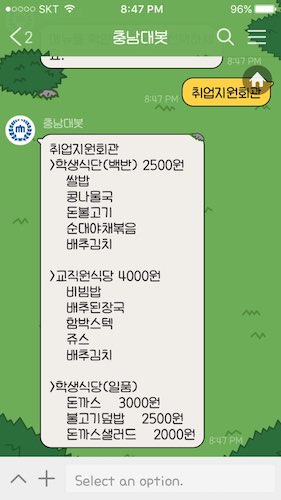 SKT 8:47 PM 96%
2 충남대봇
요.
8:47 PM
8:47 PM 취업지원회관
충남대봇
취업지원회관
>학생식단(백반) 2500원
쌀밥
콩나물국
돈불고기
순대야채볶음
배추김치
>교직원식당 4000원
비빔밥
배추된장국
함박스텍
쥬스
배추김치
>학생식당(일품)
돈까스 3000원
불고기덮밥 2500원
돈까스샐러드 2000원
8:47 PM
Select an option.